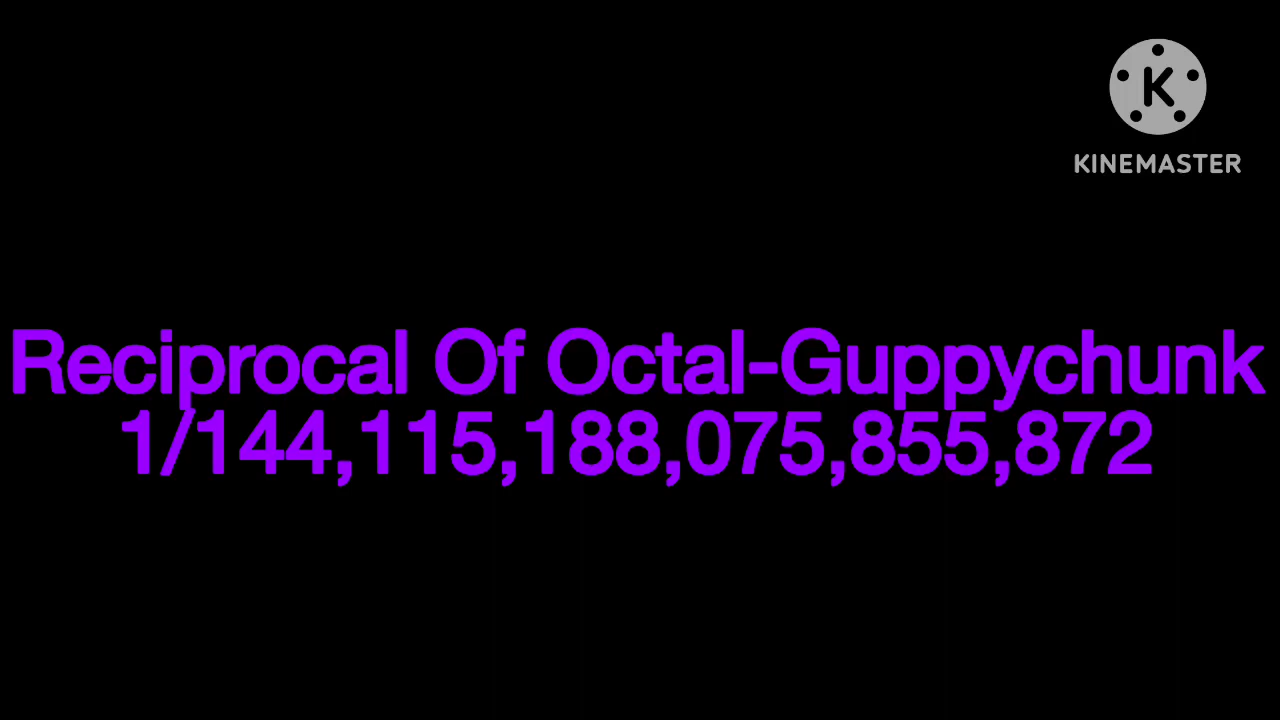 K
KINEMASTER
Reciprocal Of Octal-Guppychunk
1/144,115,188,075,855,872